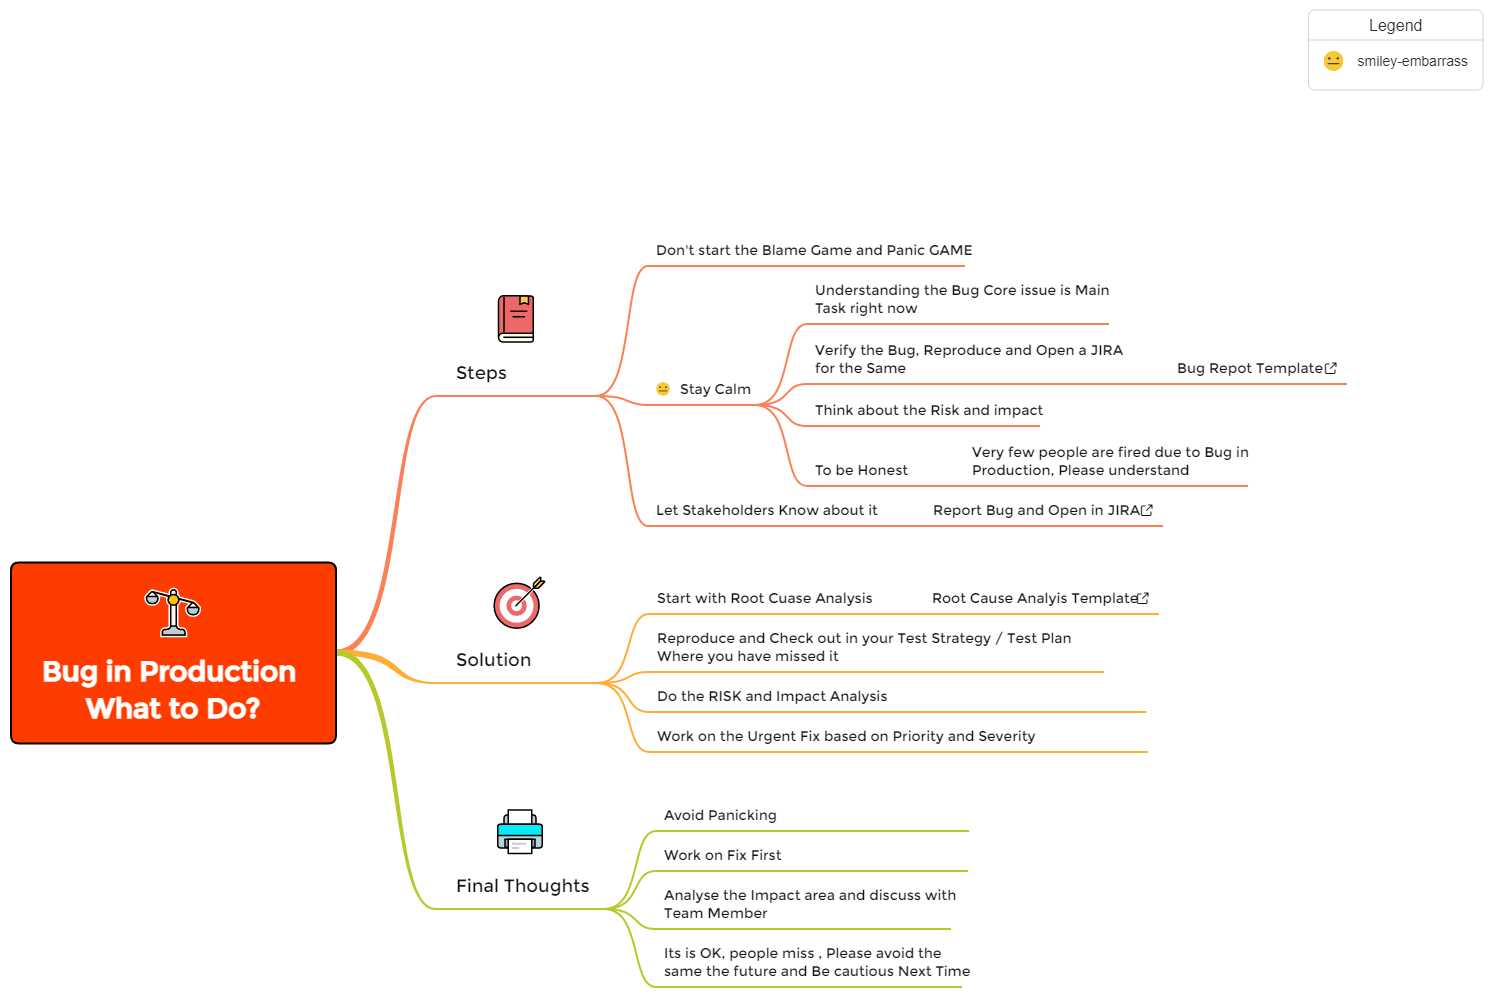 Legend
smiley-embarrass
Don't start the Blame Game and Panic GAME
Understanding the Bug Core issue is Main
Task right now
Verify the Bug, Reproduce and Open a JIRA
for the Same
Bug Repot Template
Steps
Stay Calm
Think about the Risk and impact
To be Honest
Very few people are fired due to Bug in
Production, Please understand
Let Stakeholders Know about it
Report Bug and Open in JIRA
Bug in Production
What to Do?
Solution
Start with Root Cuase Analysis
Root Cause Analyis Template
Reproduce and Check out in your Test Strategy / Test Plan
Where you have missed it
Do the RISK and Impact Analysis
Work on the Urgent Fix based on Priority and Severity
Final Thoughts
Avoid Panicking
Work on Fix First
Analyse the Impact area and discuss with
Team Member
Its is OK, people miss , Please avoid the
same the future and Be cautious Next Time